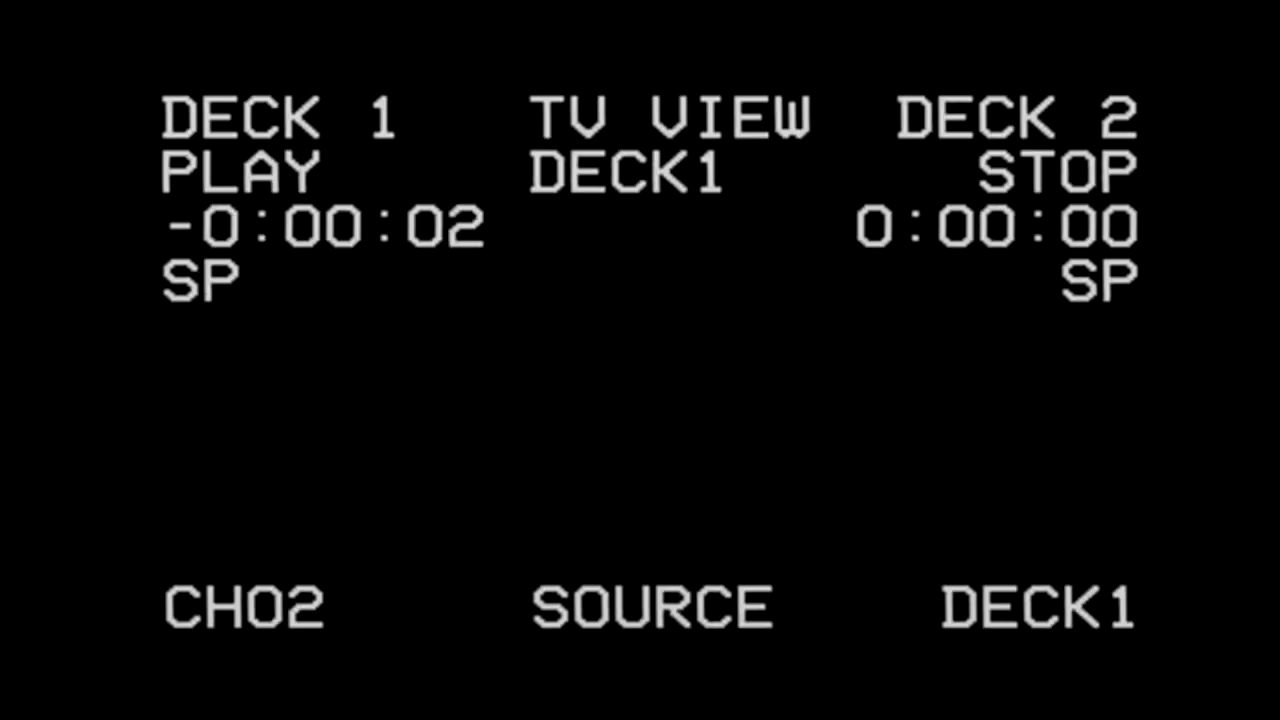 DECK 1 TV VIEW DECK 2
PLAY DECK1 STOP
-0:00:02 0:00:00
SP SP
CH02 SOURCE DECK1